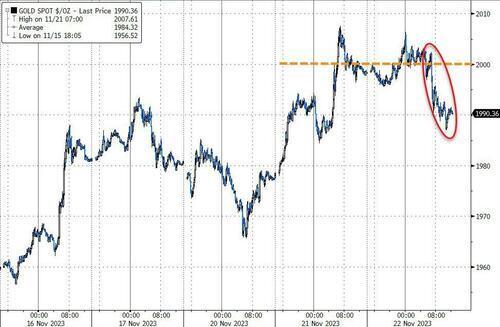 GOLD SPOT $/OZ - Last Price 1990.36
High on 11/21 07:00 2007.61
Average 1984.32
Low on 11/15 18:05 1956.52
2010
2000
1990.36
1980
1970
1960
00:00 08:00 00:00 08:00 00:00 08:00 00:00 08:00 00:00 08:00
16 Nov 2023 17 Nov 2023 20 Nov 2023 21 Nov 2023 22 Nov 2023